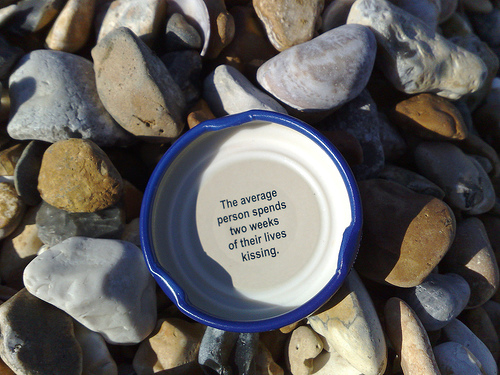 The average
person spends
two weeks
of their lives
kissing.